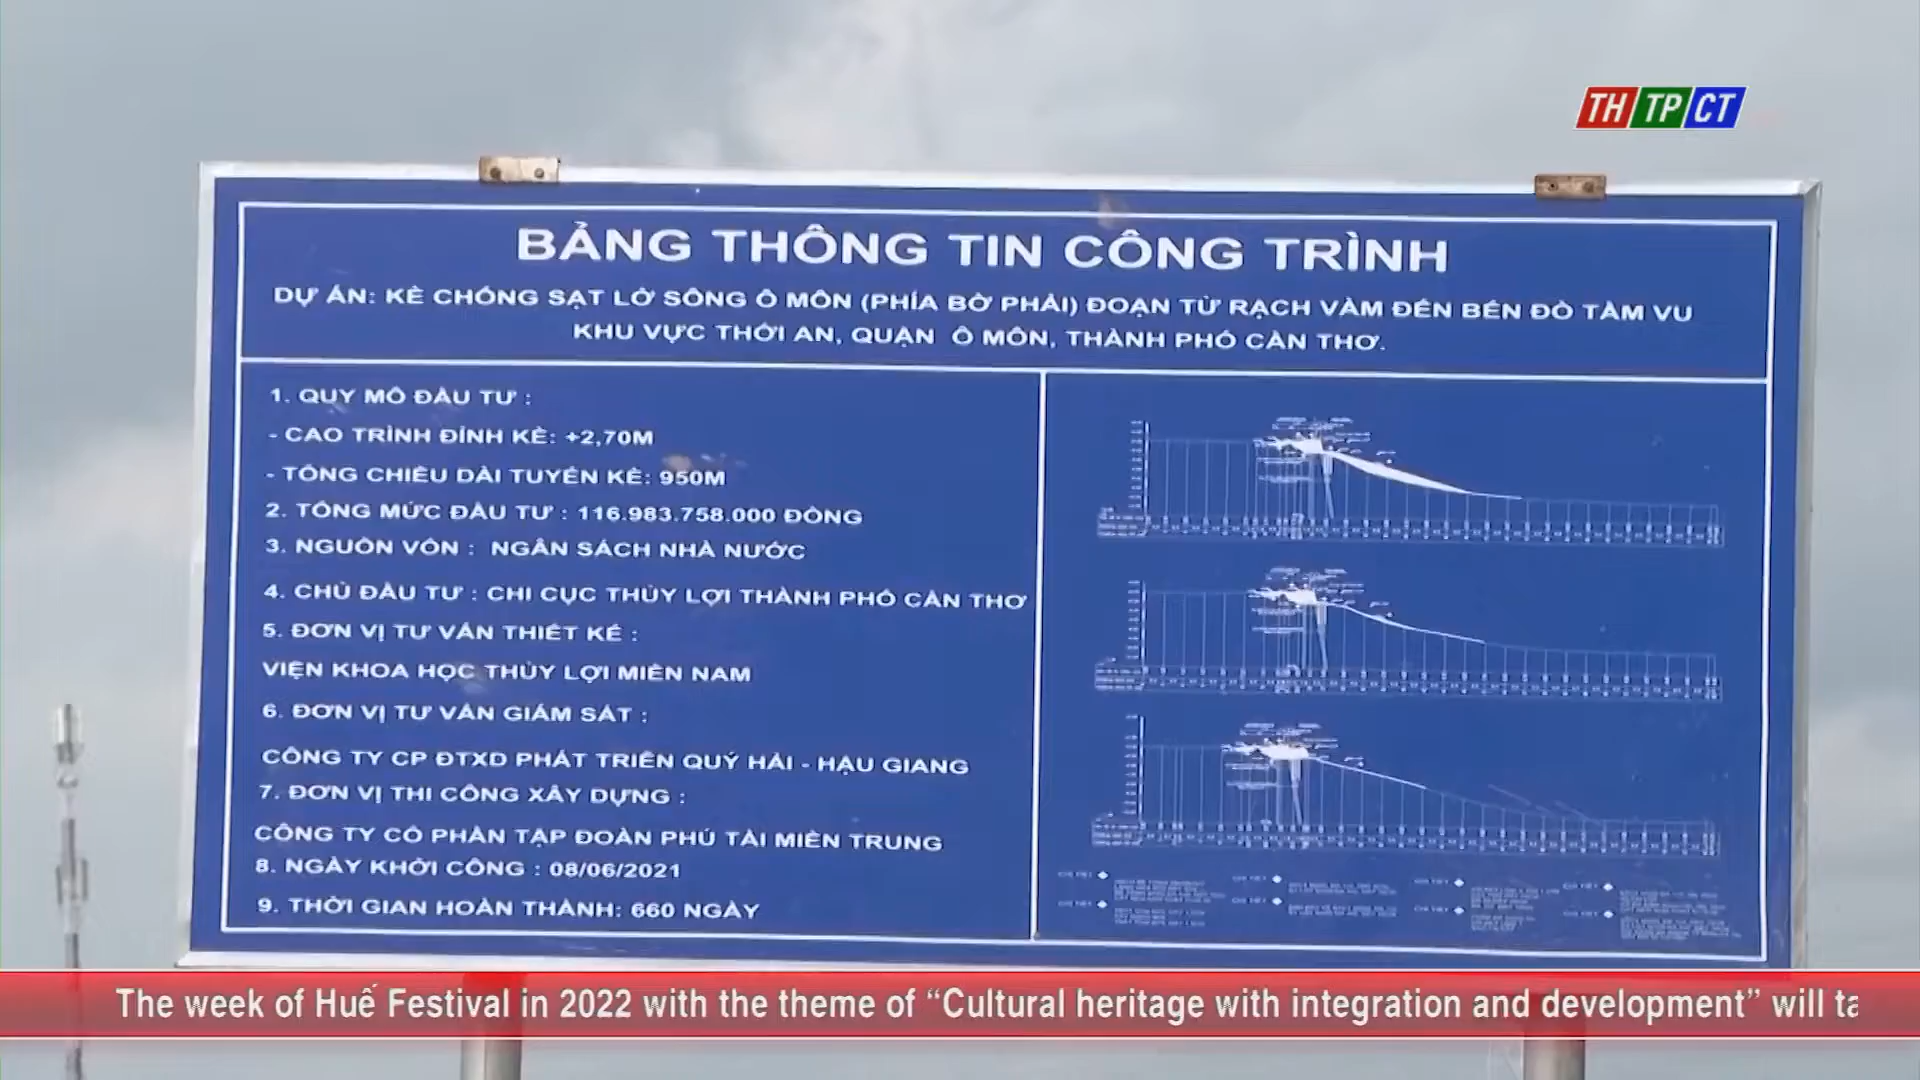 TH TP CT
BẢNG THÔNG TIN CÔNG TRÌNH
DỰ ÁN: KÈ CHỐNG SẠT LỞ SÔNG Ô MÔN (PHÍA BỜ PHẢI) ĐOẠN TỪ RẠCH VÀM ĐẾN BẾN ĐÒ TẦM VU
KHU VỰC THỚI AN, QUẬN Ô MÔN, THÀNH PHỐ CẦN THƠ.
1. QUY MÔ ĐẦU TƯ :
- CAO TRÌNH ĐỈNH KÈ: +2,70M
- TỔNG CHIỀU DÀI TUYẾN KÈ: 950M
2. TỔNG MỨC ĐẦU TƯ : 116.983.758.000 ĐỒNG
3. NGUỒN VỐN : NGÂN SÁCH NHÀ NƯỚC
4. CHỦ ĐẦU TƯ : CHI CỤC THỦY LỢI THÀNH PHỐ CẦN THƠ
5. ĐƠN VỊ TƯ VẤN THIẾT KẾ :
VIỆN KHOA HỌC THỦY LỢI MIỀN NAM
6. ĐƠN VỊ TƯ VẤN GIÁM SÁT :
CÔNG TY CP ĐTXD PHÁT TRIỂN QUÝ HẢI - HẬU GIANG
7. ĐƠN VỊ THI CÔNG XÂY DỰNG :
CÔNG TY CỔ PHẦN TẬP ĐOÀN PHÚ TÀI MIỀN TRUNG
8. NGÀY KHỞI CÔNG : 08/06/2021
9. THỜI GIAN HOÀN THÀNH: 660 NGÀY
The week of Huế Festival in 2022 with the theme of “Cultural heritage with integration and development” will ta